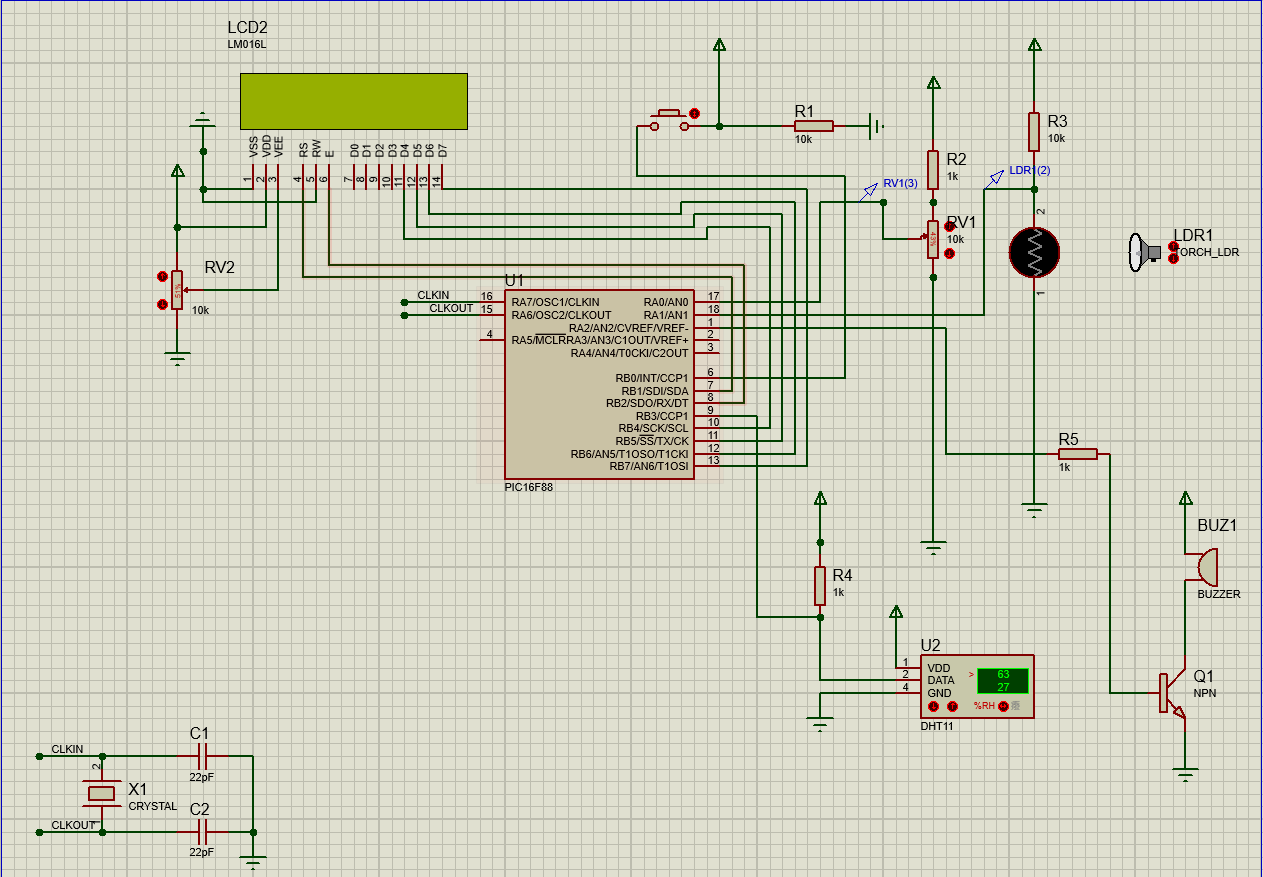 LCD2
LM016L
VSS
VDD
VEE
RS
RW
E
D0
D1
D2
D3
D4
D5
D6
D7
1
2
3
4
5
6
7
8
9
10
11
12
13
14
RV2
51%
10k
R1
10k
R2
1k
RV1(3)
RV1
43%
10k
R3
10k
LDR1(2)
2
1
LDR1
TORCH_LDR
U1
CLKIN 16 RA7/OSC1/CLKIN RA0/AN0 17
CLKOUT 15 RA6/OSC2/CLKOUT RA1/AN1 18
RA2/AN2/CVREF/VREF- 1
4 RA5/MCLR RA3/AN3/C1OUT/VREF+ 2
RA4/AN4/T0CKI/C2OUT 3
RB0/INT/CCP1 6
RB1/SDI/SDA 7
RB2/SDO/RX/DT 8
RB3/CCP1 9
RB4/SCK/SCL 10
RB5/SS/TX/CK 11
RB6/AN5/T1OSO/T1CKI 12
RB7/AN6/T1OSI 13
PIC16F88
R5
1k
BUZ1
BUZZER
R4
1k
U2
1 VDD
2 DATA
4 GND
> 63
27
%RH
DHT11
Q1
NPN
CLKIN
2
X1
CRYSTAL
1
CLKOUT
C1
22pF
C2
22pF